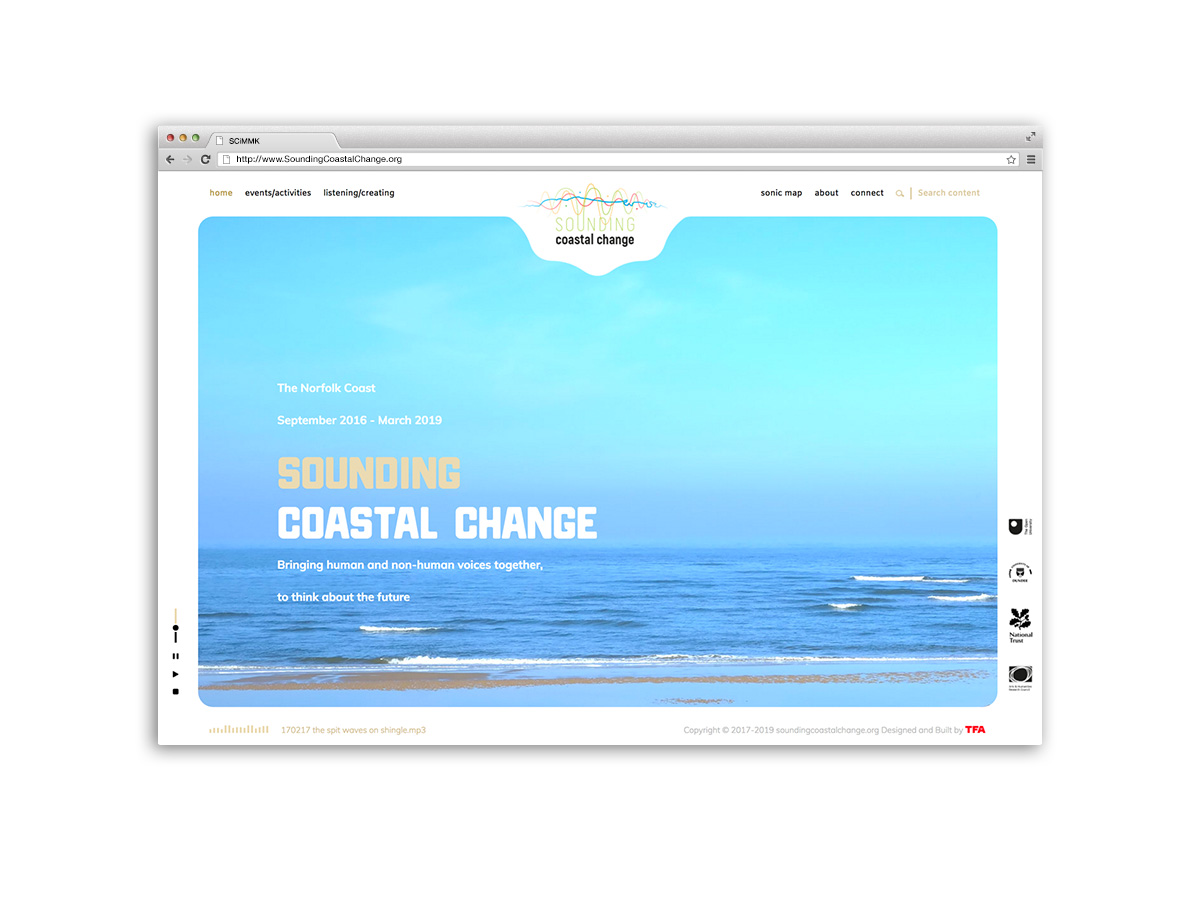 SCiMMK
http://www.SoundingCoastalChange.org
home events/activities listening/creating
sonic map about connect Search content
SOUNDING
coastal change
The Norfolk Coast
September 2016 - March 2019
SOUNDING
COASTAL CHANGE
Bringing human and non-human voices together,
to think about the future
The Open
University
DUNDEE
National
Trust
170217 the spit waves on shingle.mp3
Copyright © 2017-2019 soundingcoastalchange.org Designed and Built by TFA